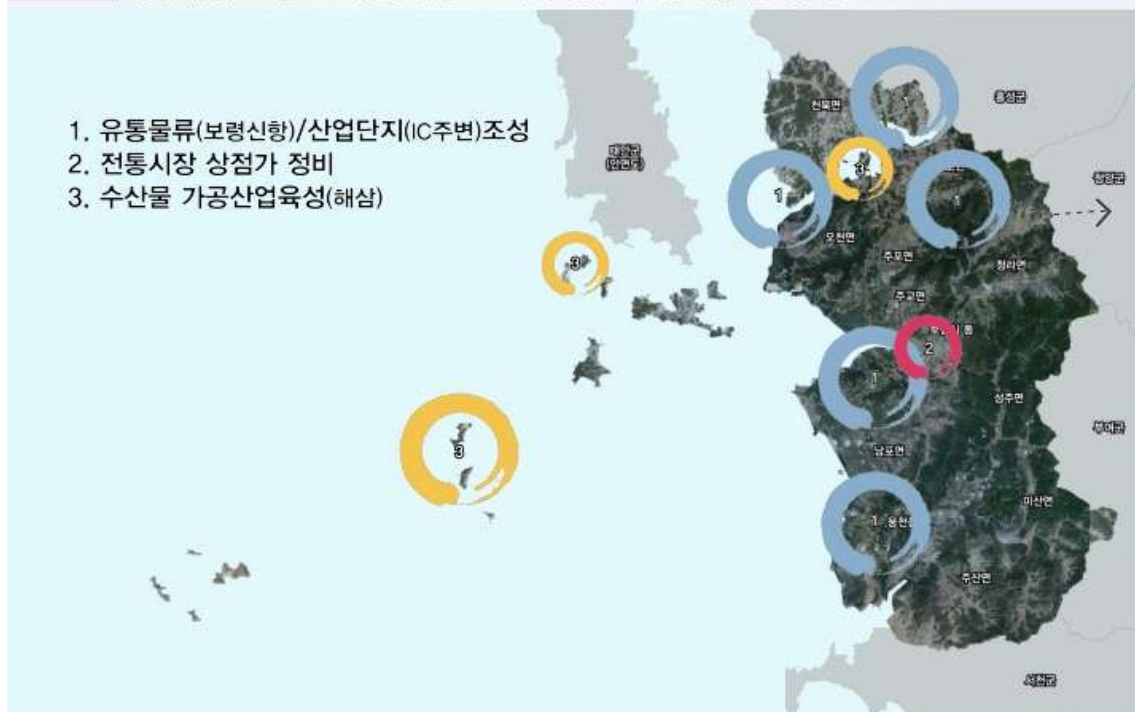 1. 유통물류(보령신항)/산업단지(IC주변)조성
2. 전통시장 상점가 정비
3. 수산물 가공산업육성(해삼)
천북면
1
홍성군
태안군
(안면도)
3
1
1
청양군
오천면
주포면
3
청라면
주교면
2
1
성주면
부여군
3
남포면
미산면
1
웅천읍
주산면
서천군